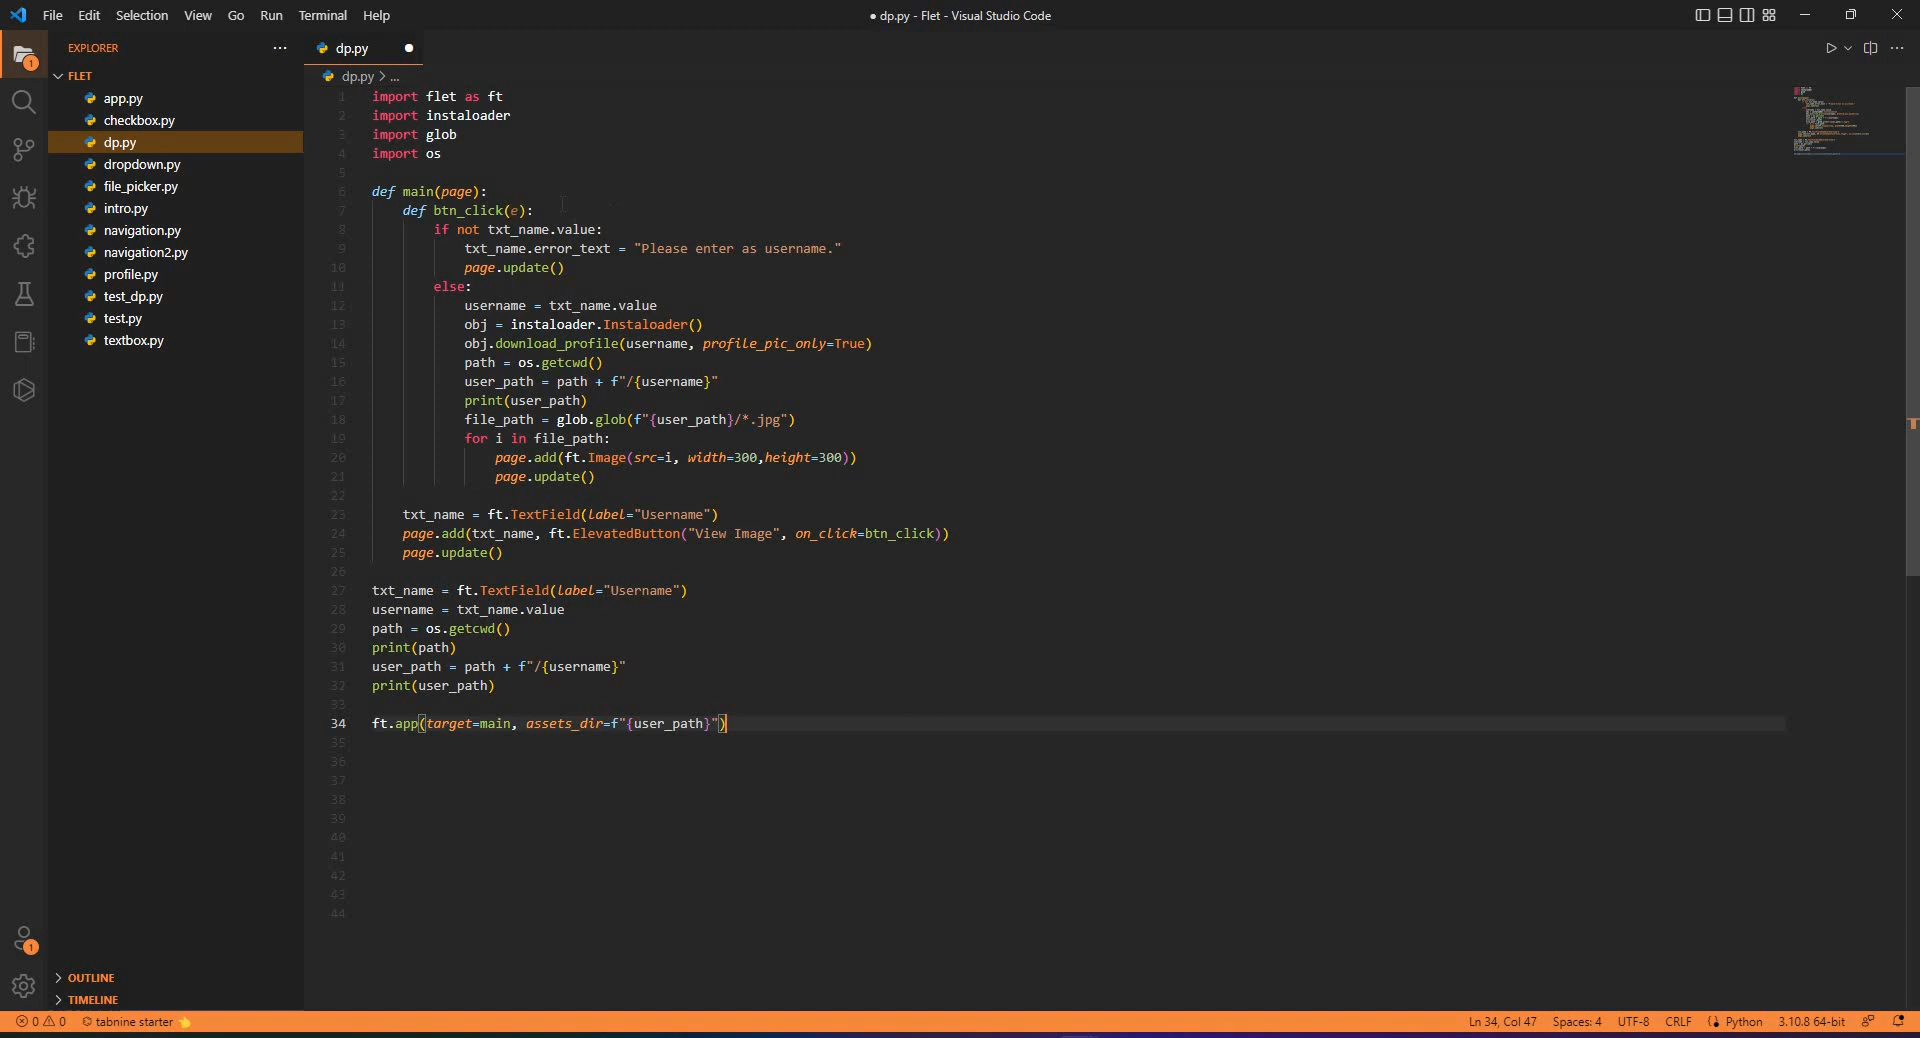 File Edit Selection View Go Run Terminal Help
● dp.py - Flet - Visual Studio Code
EXPLORER
FLET
app.py
checkbox.py
dp.py
dropdown.py
file_picker.py
intro.py
navigation.py
navigation2.py
profile.py
test_dp.py
test.py
textbox.py
OUTLINE
TIMELINE
1
1
dp.py
dp.py > ...
1 import flet as ft
2 import instaloader
3 import glob
4 import os
5
6 def main(page):
7 def btn_click(e):
8 if not txt_name.value:
9 txt_name.error_text = "Please enter as username."
10 page.update()
11 else:
12 username = txt_name.value
13 obj = instaloader.Instaloader()
14 obj.download_profile(username, profile_pic_only=True)
15 path = os.getcwd()
16 user_path = path + f"/{username}"
17 print(user_path)
18 file_path = glob.glob(f"{user_path}/*.jpg")
19 for i in file_path:
20 page.add(ft.Image(src=i, width=300,height=300))
21 page.update()
22
23 txt_name = ft.TextField(label="Username")
24 page.add(txt_name, ft.ElevatedButton("View Image", on_click=btn_click))
25 page.update()
26
27 txt_name = ft.TextField(label="Username")
28 username = txt_name.value
29 path = os.getcwd()
30 print(path)
31 user_path = path + f"/{username}"
32 print(user_path)
33
34 ft.app(target=main, assets_dir=f"{user_path}")
35
36
37
38
39
40
41
42
43
44
0 0 tabnine starter
Ln 34, Col 47 Spaces: 4 UTF-8 CRLF Python 3.10.8 64-bit